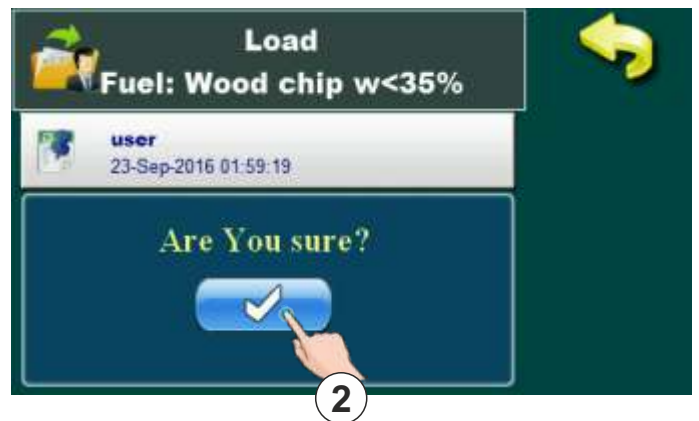 Load
Fuel: Wood chip w<35%
user
23-Sep-2016 01:59:19
Are You sure?
2